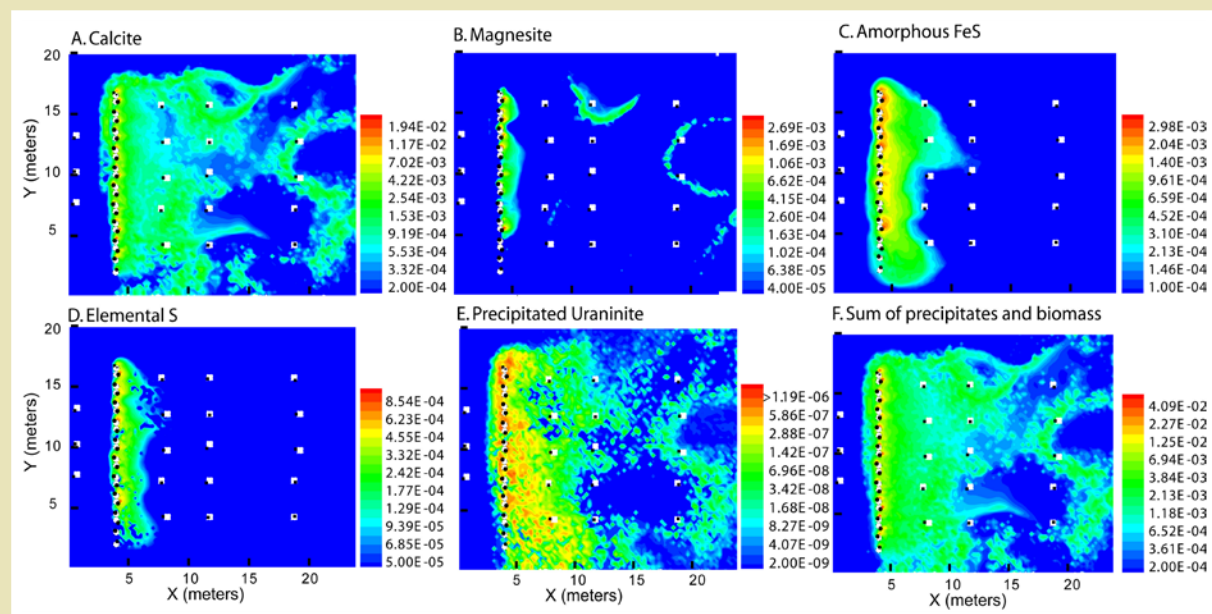 A. Calcite
B. Magnesite
C. Amorphous FeS
20
15
10
5
Y (meters)
5 10 15 20
1.94E-02
1.17E-02
7.02E-03
4.22E-03
2.54E-03
1.53E-03
9.19E-04
5.53E-04
3.32E-04
2.00E-04
5 10 15 20
2.69E-03
1.69E-03
1.06E-03
6.62E-04
4.15E-04
2.60E-04
1.63E-04
1.02E-04
6.38E-05
4.00E-05
2.98E-03
2.04E-03
1.40E-03
9.61E-04
6.59E-04
4.52E-04
3.10E-04
2.13E-04
1.46E-04
1.00E-04
D. Elemental S
E. Precipitated Uraninite
F. Sum of precipitates and biomass
20
15
10
5
Y (meters)
5 10 15 20
X (meters)
8.54E-04
6.23E-04
4.55E-04
3.32E-04
2.42E-04
1.77E-04
1.29E-04
9.39E-05
6.85E-05
5.00E-05
5 10 15 20
X (meters)
>1.19E-06
5.86E-07
2.88E-07
1.42E-07
6.96E-08
3.42E-08
1.68E-08
8.27E-09
4.07E-09
2.00E-09
5 10 15 20
X (meters)
4.09E-02
2.27E-02
1.25E-02
6.94E-03
3.84E-03
2.13E-03
1.18E-03
6.52E-04
3.61E-04
2.00E-04